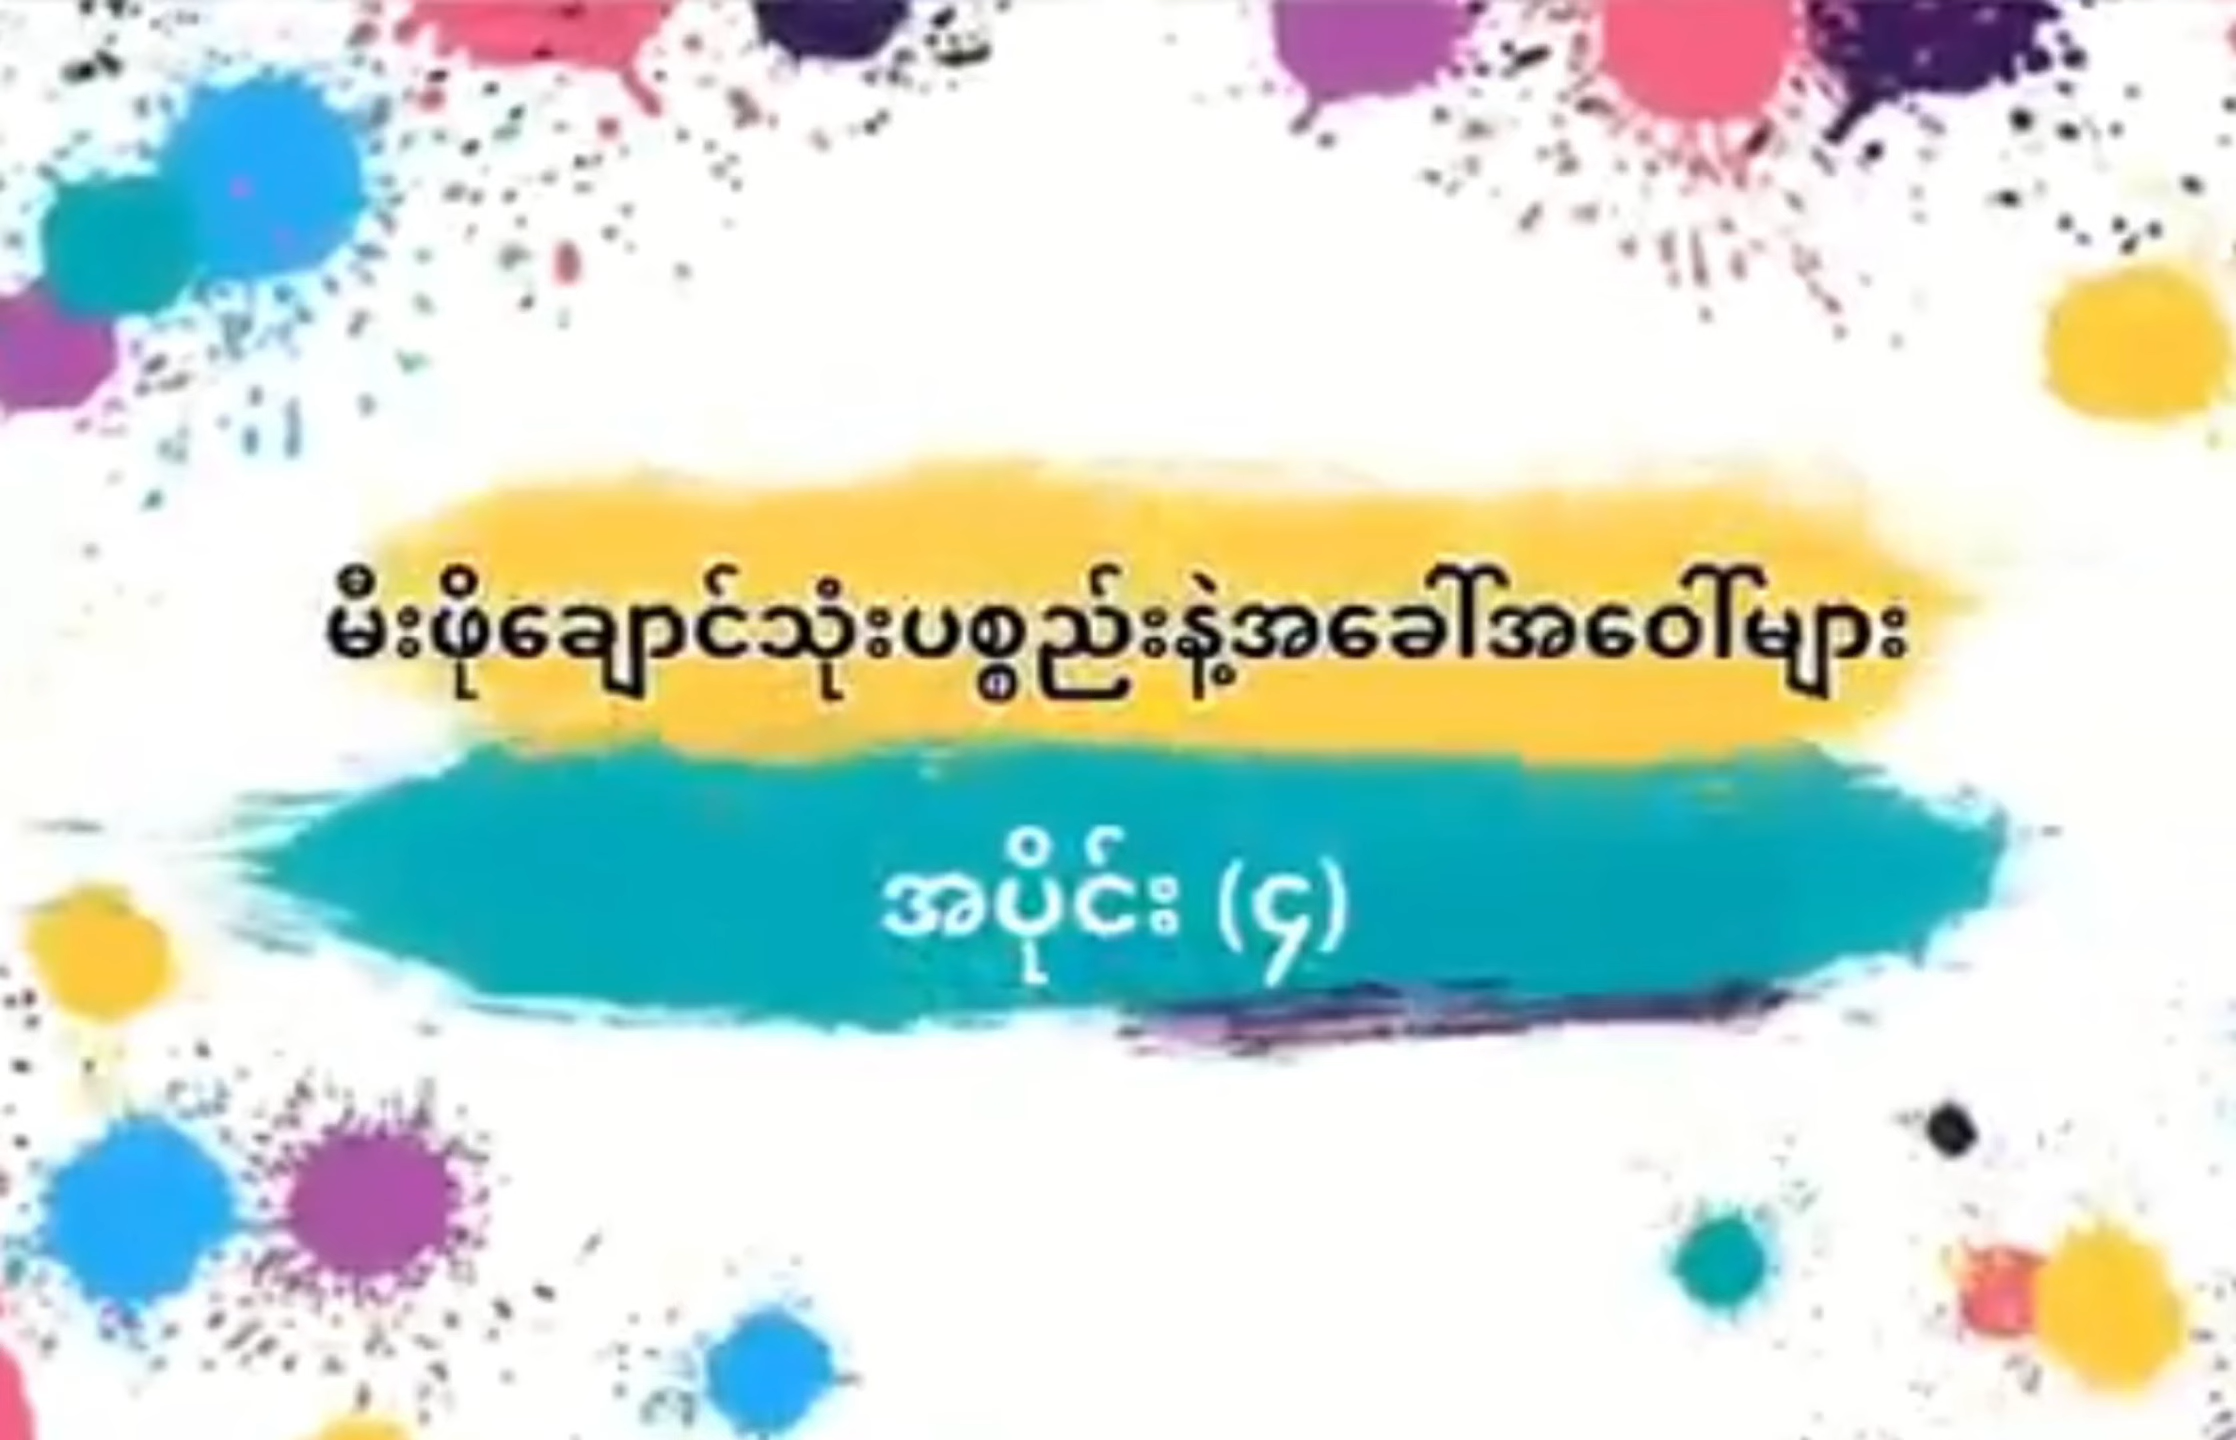 မီးဖိုချောင်သုံးပစ္စည်းနဲ့အခေါ်အဝေါ်များ
အပိုင်း (၄)